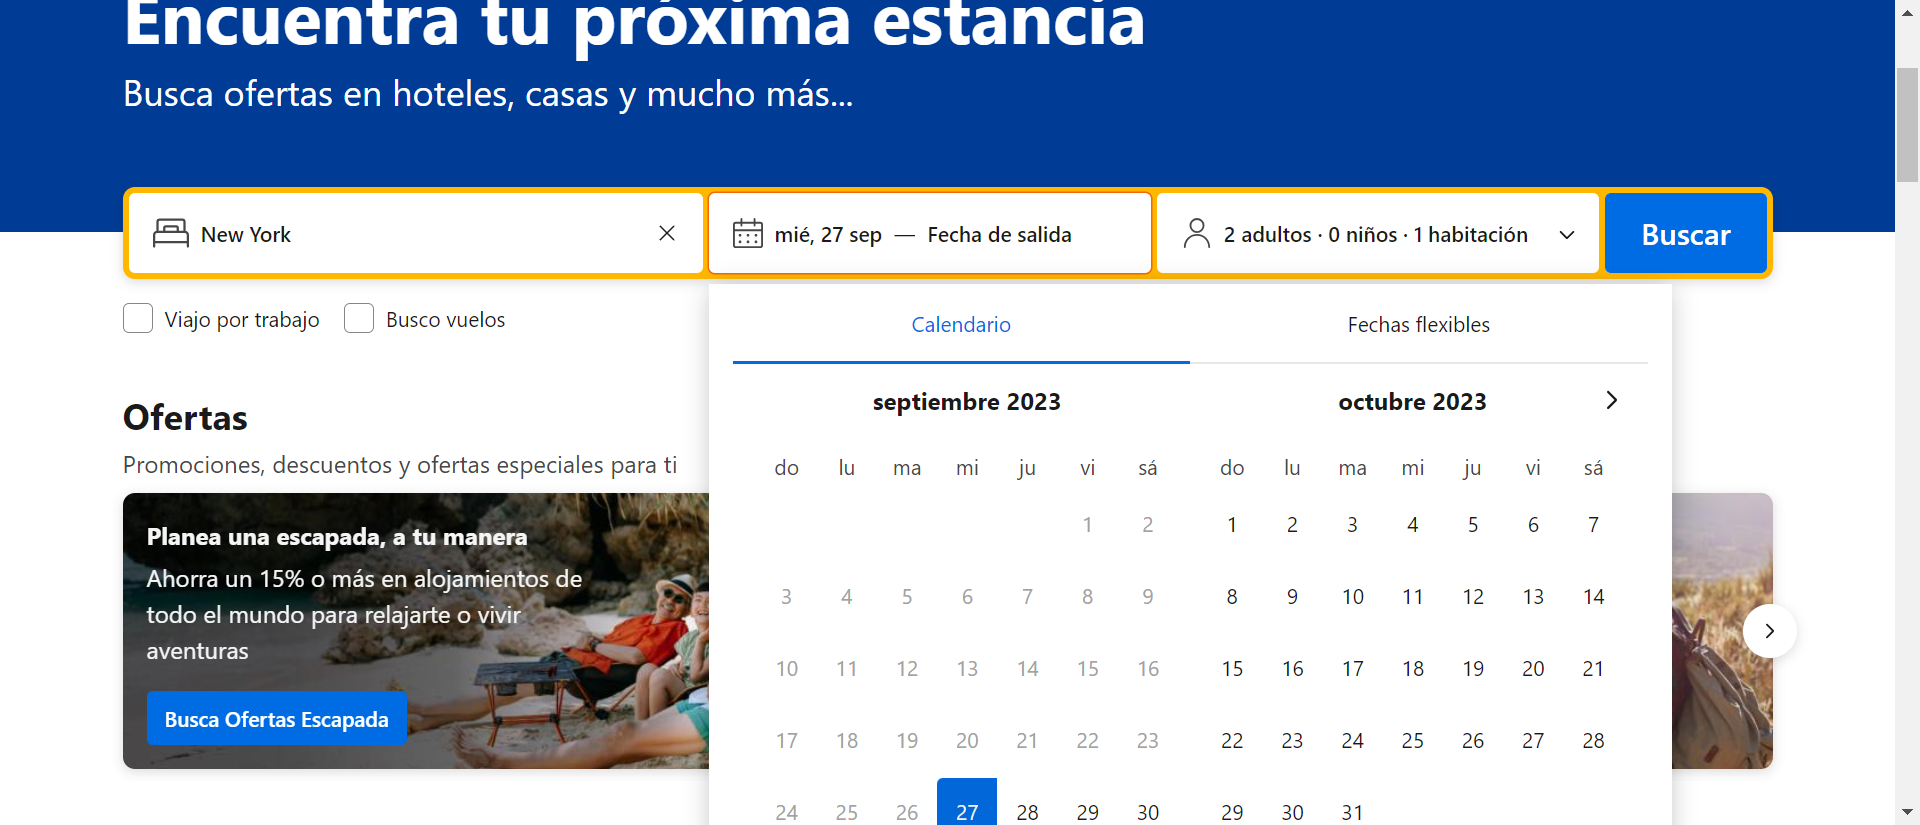 Encuentra tu próxima estancia
Busca ofertas en hoteles, casas y mucho más...
New York
mié, 27 sep — Fecha de salida
2 adultos · 0 niños · 1 habitación
Buscar
Viajo por trabajo
Busco vuelos
Calendario
Fechas flexibles
Ofertas
Promociones, descuentos y ofertas especiales para ti
Planea una escapada, a tu manera
Ahorra un 15% o más en alojamientos de
todo el mundo para relajarte o vivir
aventuras
Busca Ofertas Escapada
septiembre 2023
do lu ma mi ju vi sá
1 2
3 4 5 6 7 8 9
10 11 12 13 14 15 16
17 18 19 20 21 22 23
24 25 26 27 28 29 30
octubre 2023
do lu ma mi ju vi sá
1 2 3 4 5 6 7
8 9 10 11 12 13 14
15 16 17 18 19 20 21
22 23 24 25 26 27 28
29 30 31